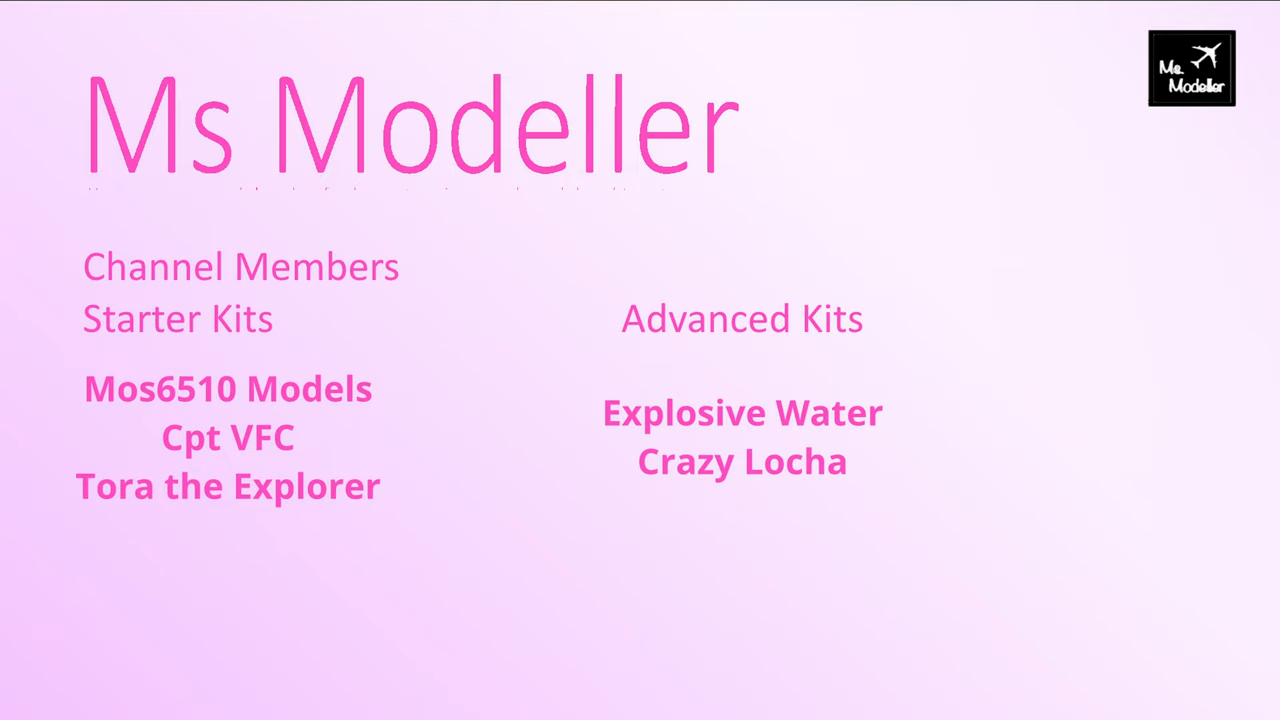 Ms Modeller
Ms.
Modeller
Channel Members
Starter Kits
Advanced Kits
Mos6510 Models
Cpt VFC
Tora the Explorer
Explosive Water
Crazy Locha